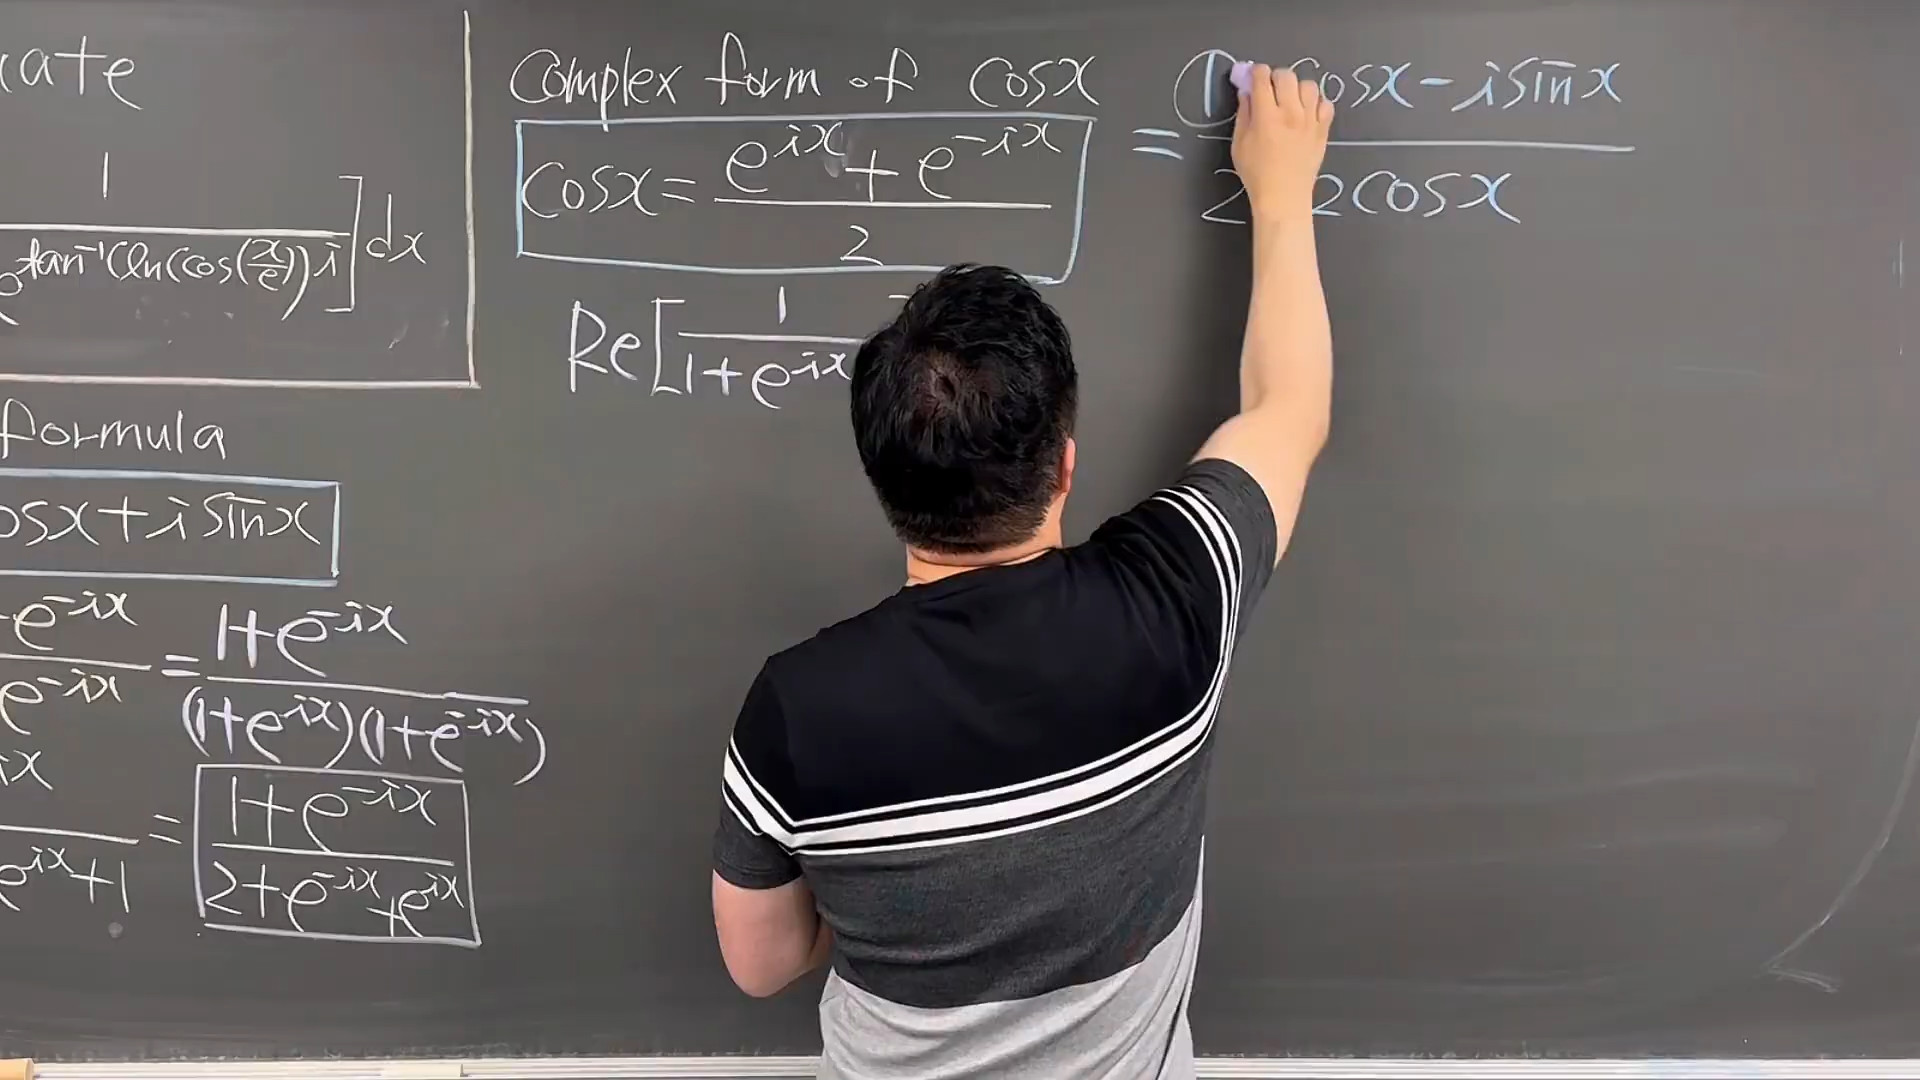 ate
1
e^{tan⁻¹(ln(cos(x/e))i} ] dx
formula
osx+isinx
e^{-ix}
e^{-ix}
= 1+e^{-ix}
(1+e^{ix})(1+e^{-ix})
ix
e^{ix}+1
= 1+e^{-ix}
2+e^{-ix}+e^{ix}
Complex form of cosx
cosx = e^{ix}+e^{-ix}
2
Re[ 1
1+e^{ix}
= 1 cosx-isinx
2 2cosx